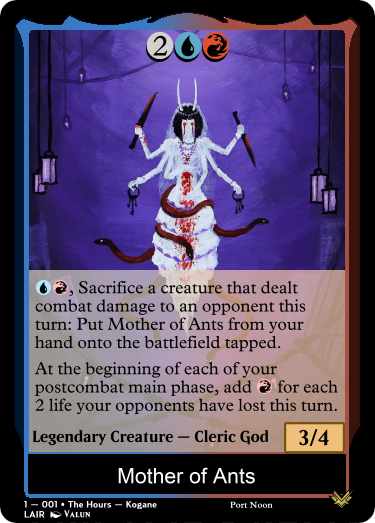 2
, Sacrifice a creature that dealt
combat damage to an opponent this
turn: Put Mother of Ants from your
hand onto the battlefield tapped.
At the beginning of each of your
postcombat main phase, add for each
2 life your opponents have lost this turn.
Legendary Creature — Cleric God 3/4
Mother of Ants
1 — 001 • The Hours — Kogane Port Noon
LAIR VALUN